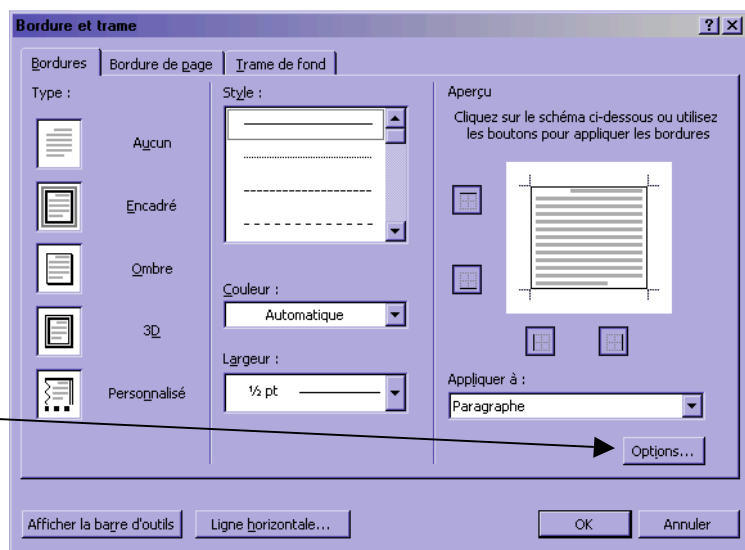 Bordure et trame
Bordures
Bordure de page
Trame de fond
Type :
Aucun
Encadré
Ombre
3D
Personnalisé
Style :
Couleur :
Automatique
Largeur :
½ pt
Aperçu
Cliquez sur le schéma ci-dessous ou utilisez
les boutons pour appliquer les bordures
Appliquer à :
Paragraphe
Options...
Afficher la barre d'outils
Ligne horizontale...
OK
Annuler